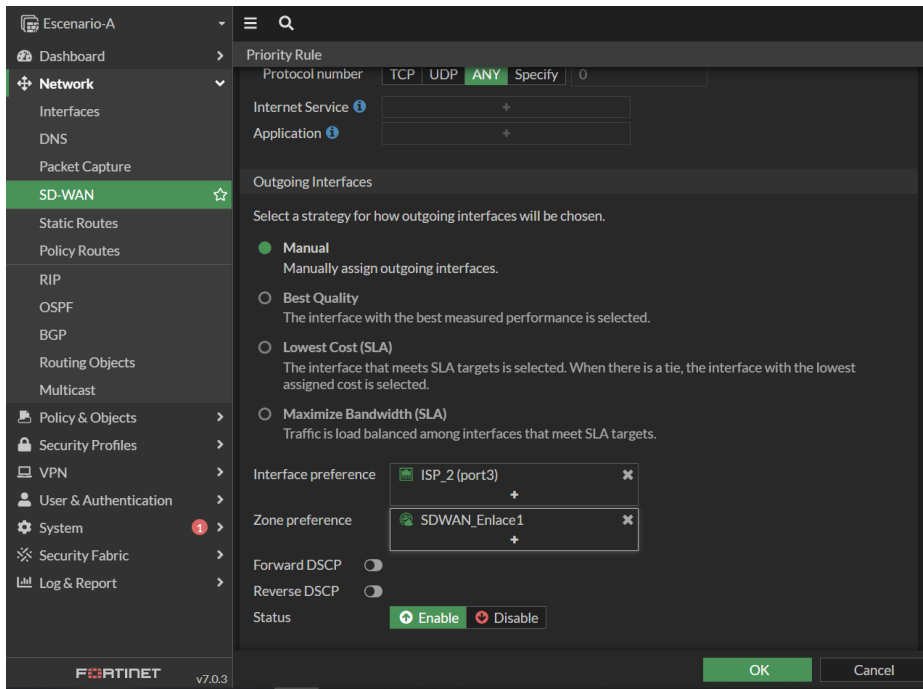 Escenario-A
Dashboard
Network
Interfaces
DNS
Packet Capture
SD-WAN
Static Routes
Policy Routes
RIP
OSPF
BGP
Routing Objects
Multicast
Policy & Objects
Security Profiles
VPN
User & Authentication
System 1
Security Fabric
Log & Report
FORTINET v7.0.3
Priority Rule
Protocol number TCP UDP ANY Specify 0
Internet Service +
Application +
Outgoing Interfaces
Select a strategy for how outgoing interfaces will be chosen.
Manual
Manually assign outgoing interfaces.
Best Quality
The interface with the best measured performance is selected.
Lowest Cost (SLA)
The interface that meets SLA targets is selected. When there is a tie, the interface with the lowest
assigned cost is selected.
Maximize Bandwidth (SLA)
Traffic is load balanced among interfaces that meet SLA targets.
Interface preference ISP_2 (port3)
+
Zone preference SDWAN_Enlace1
+
Forward DSCP
Reverse DSCP
Status Enable Disable
OK Cancel